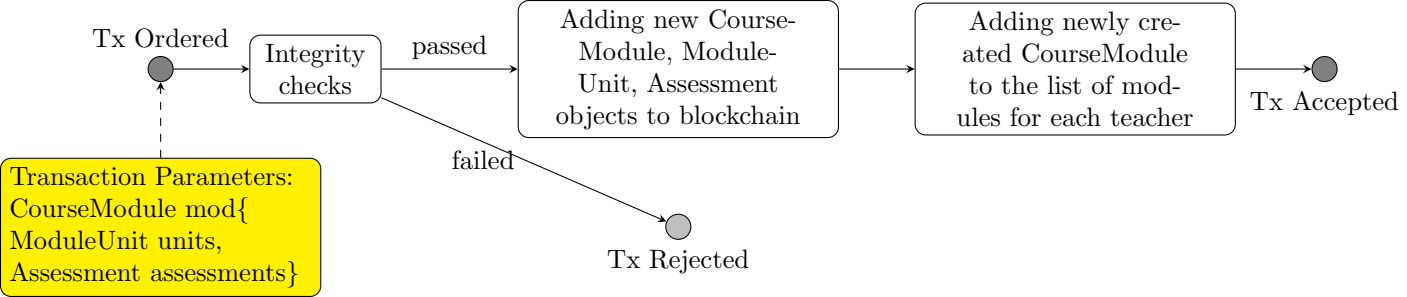 Tx Ordered
Integrity
checks
passed
Adding new Course-
Module, Module-
Unit, Assessment
objects to blockchain
Adding newly cre-
ated CourseModule
to the list of mod-
ules for each teacher
Tx Accepted
failed
Tx Rejected
Transaction Parameters:
CourseModule mod{
ModuleUnit units,
Assessment assessments}